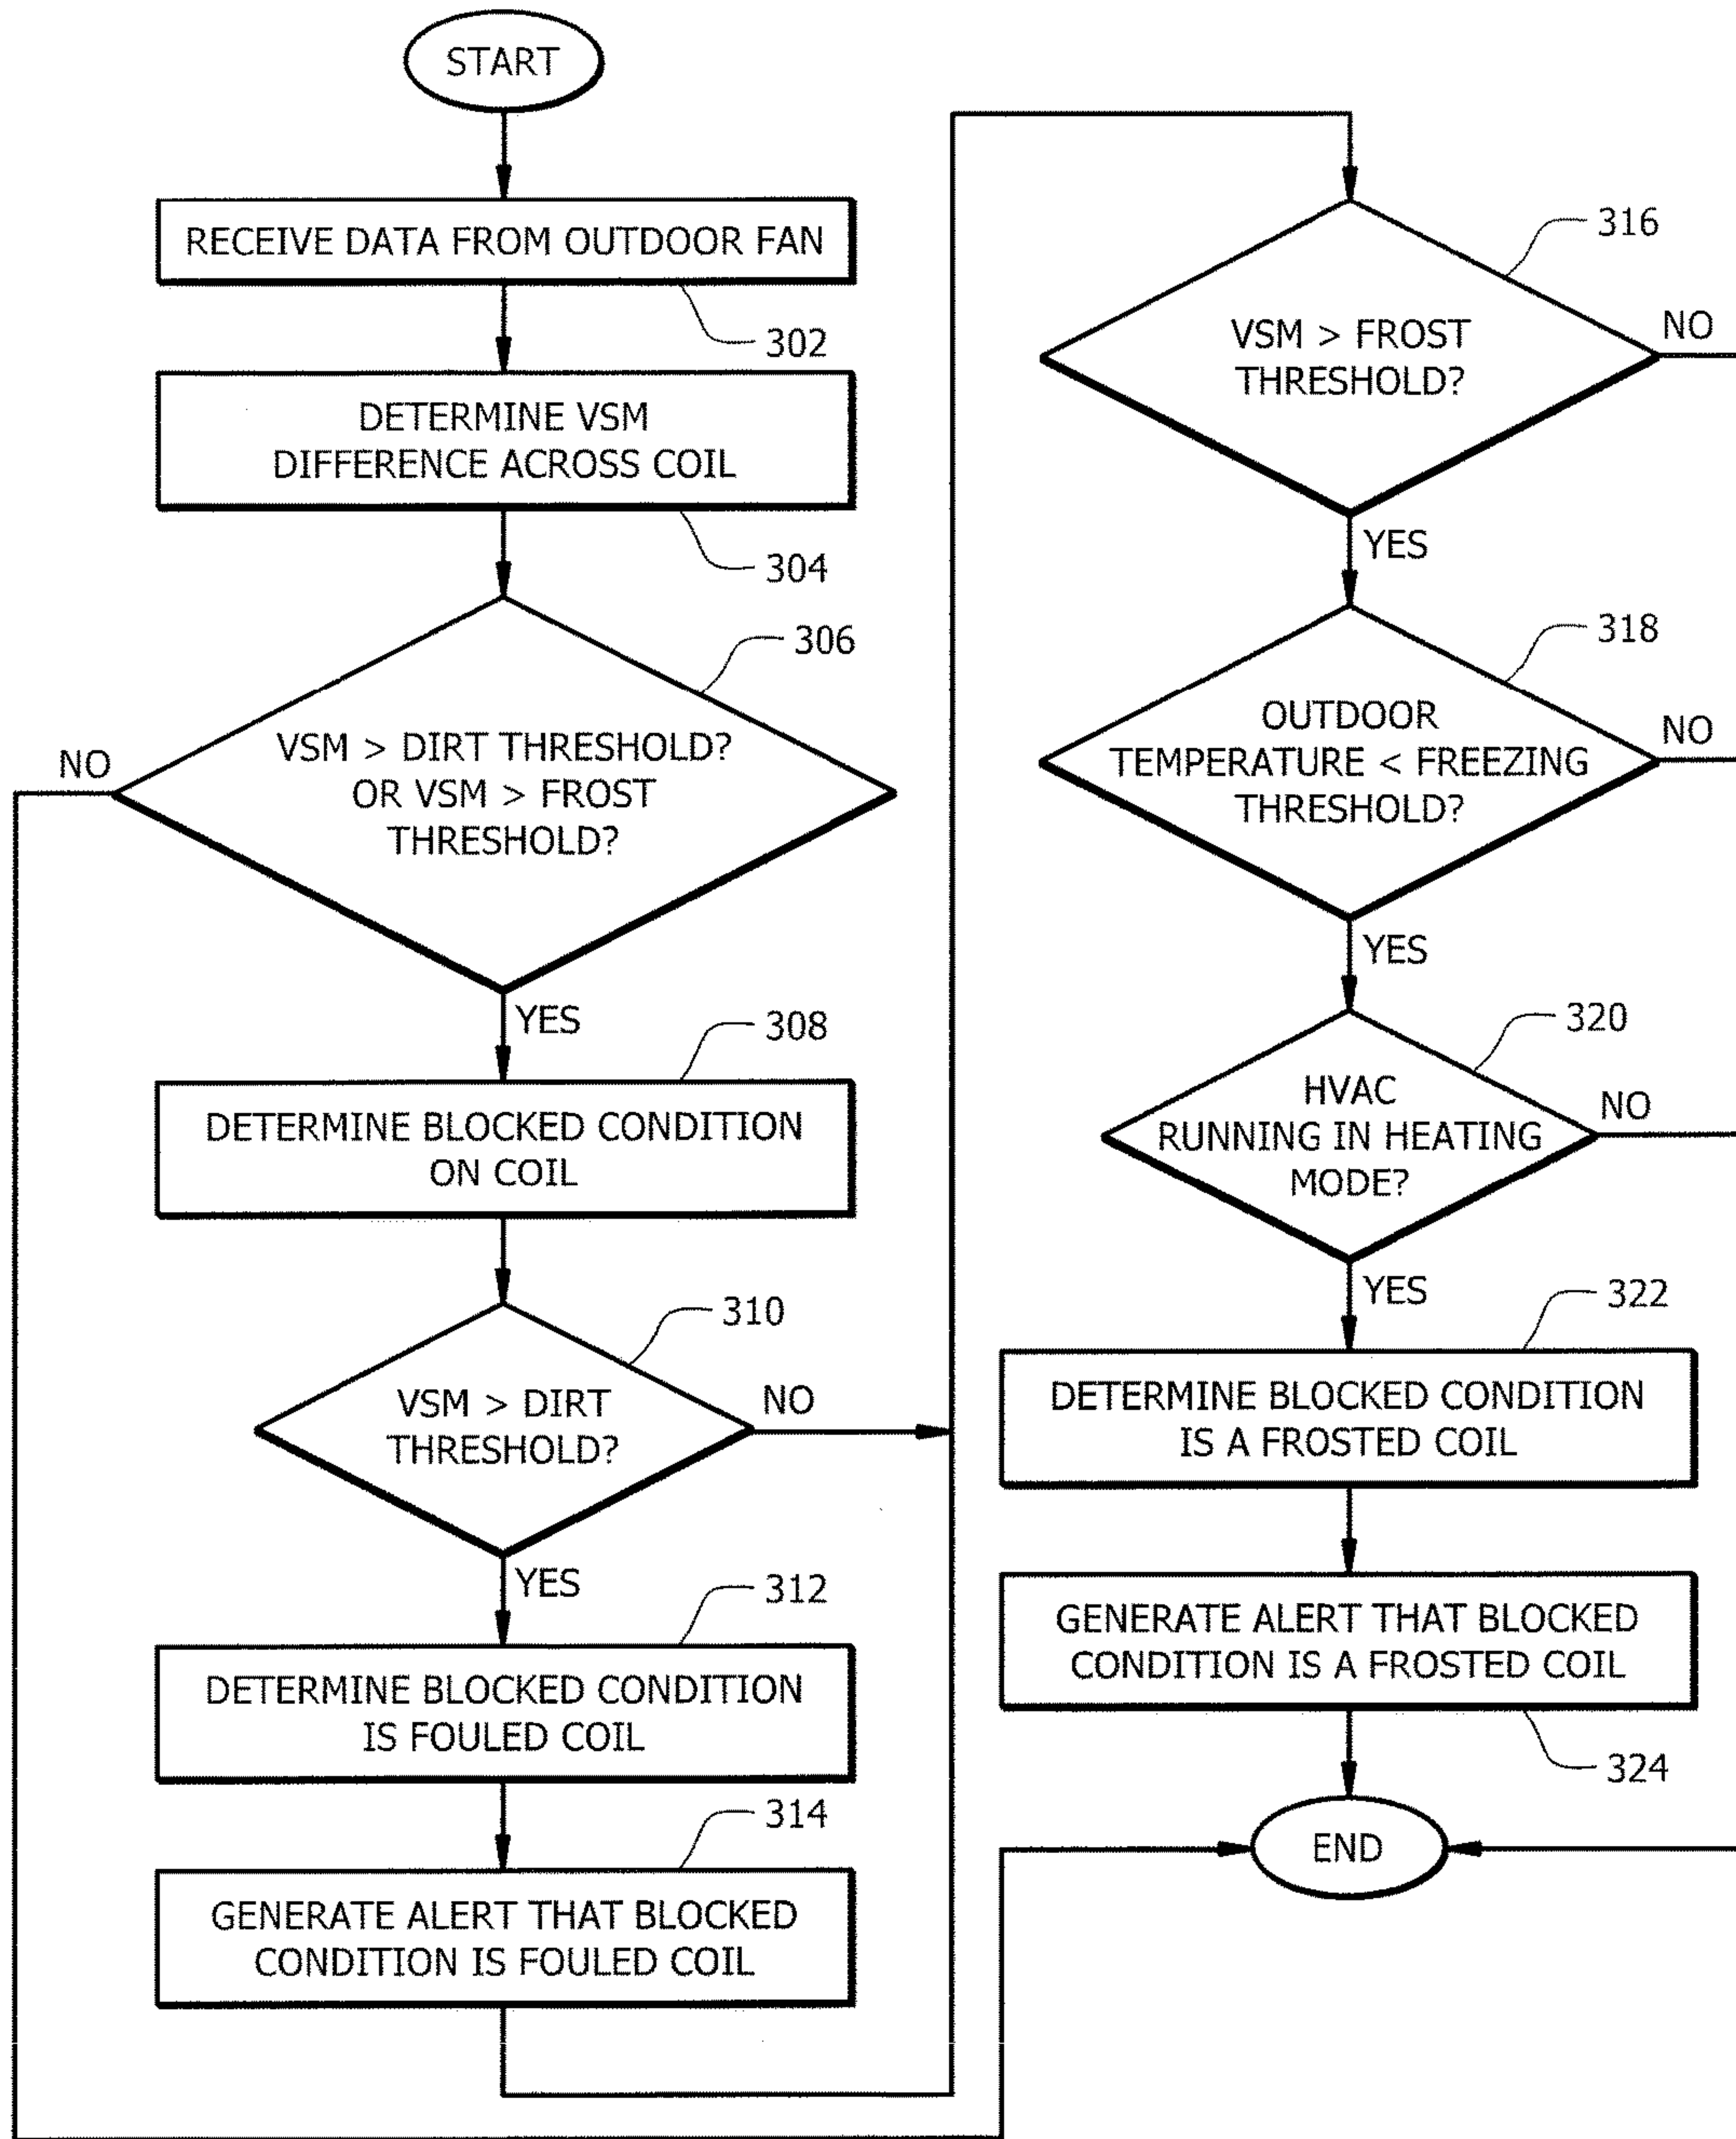 START
RECEIVE DATA FROM OUTDOOR FAN
302
DETERMINE VSM
DIFFERENCE ACROSS COIL
304
306
VSM > DIRT THRESHOLD?
OR VSM > FROST
THRESHOLD?
NO
YES
308
DETERMINE BLOCKED CONDITION
ON COIL
310
VSM > DIRT
THRESHOLD?
NO
YES
312
DETERMINE BLOCKED CONDITION
IS FOULED COIL
314
GENERATE ALERT THAT BLOCKED
CONDITION IS FOULED COIL
316
VSM > FROST
THRESHOLD?
NO
YES
318
OUTDOOR
TEMPERATURE < FREEZING
THRESHOLD?
NO
YES
320
HVAC
RUNNING IN HEATING
MODE?
NO
YES
322
DETERMINE BLOCKED CONDITION
IS A FROSTED COIL
GENERATE ALERT THAT BLOCKED
CONDITION IS A FROSTED COIL
324
END